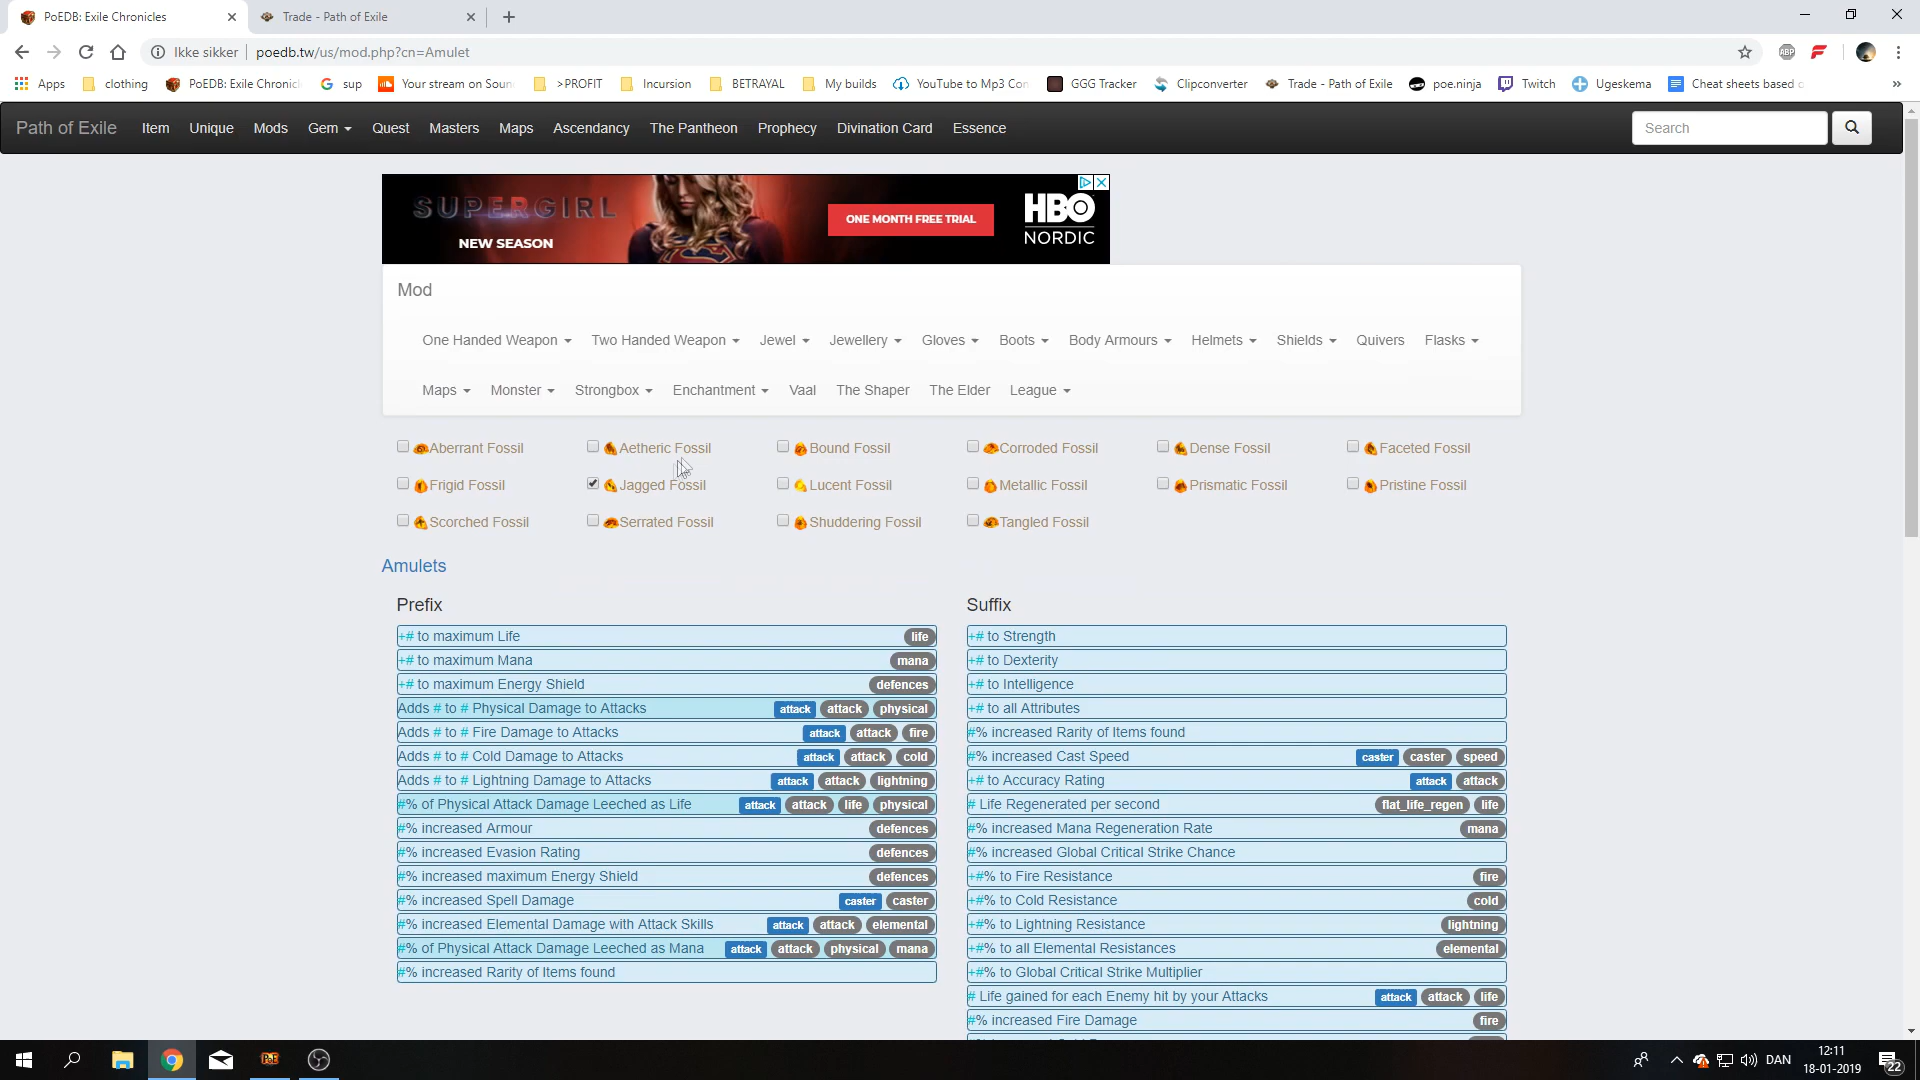 PoEDB: Exile Chronicles
Trade - Path of Exile
Ikke sikker
poedb.tw/us/mod.php?cn=Amulet
ABP
Apps
clothing
PoEDB: Exile Chronic
sup
Your stream on Soun
>PROFIT
Incursion
BETRAYAL
My builds
YouTube to Mp3 Con
GGG Tracker
Clipconverter
Trade - Path of Exile
poe.ninja
Twitch
Ugeskema
Cheat sheets based o
Path of Exile
Item
Unique
Mods
Gem
Quest
Masters
Maps
Ascendancy
The Pantheon
Prophecy
Divination Card
Essence
Search
SUPERGIRL
NEW SEASON
ONE MONTH FREE TRIAL
HBO
NORDIC
Mod
One Handed Weapon
Two Handed Weapon
Jewel
Jewellery
Gloves
Boots
Body Armours
Helmets
Shields
Quivers
Flasks
Maps
Monster
Strongbox
Enchantment
Vaal
The Shaper
The Elder
League
Aberrant Fossil
Aetheric Fossil
Bound Fossil
Corroded Fossil
Dense Fossil
Faceted Fossil
Frigid Fossil
Jagged Fossil
Lucent Fossil
Metallic Fossil
Prismatic Fossil
Pristine Fossil
Scorched Fossil
Serrated Fossil
Shuddering Fossil
Tangled Fossil
Amulets
Prefix
+# to maximum Life life
+# to maximum Mana mana
+# to maximum Energy Shield defences
Adds # to # Physical Damage to Attacks attack attack physical
Adds # to # Fire Damage to Attacks attack attack fire
Adds # to # Cold Damage to Attacks attack attack cold
Adds # to # Lightning Damage to Attacks attack attack lightning
#% of Physical Attack Damage Leeched as Life attack attack life physical
#% increased Armour defences
#% increased Evasion Rating defences
#% increased maximum Energy Shield defences
#% increased Spell Damage caster caster
#% increased Elemental Damage with Attack Skills attack attack elemental
#% of Physical Attack Damage Leeched as Mana attack attack physical mana
#% increased Rarity of Items found
Suffix
+# to Strength
+# to Dexterity
+# to Intelligence
+# to all Attributes
#% increased Rarity of Items found
#% increased Cast Speed caster caster speed
+# to Accuracy Rating attack attack
# Life Regenerated per second flat_life_regen life
#% increased Mana Regeneration Rate mana
#% increased Global Critical Strike Chance
+#% to Fire Resistance fire
+#% to Cold Resistance cold
+#% to Lightning Resistance lightning
+#% to all Elemental Resistances elemental
+#% to Global Critical Strike Multiplier
# Life gained for each Enemy hit by your Attacks attack attack life
#% increased Fire Damage fire
PoE
DAN
12:11
18-01-2019
22